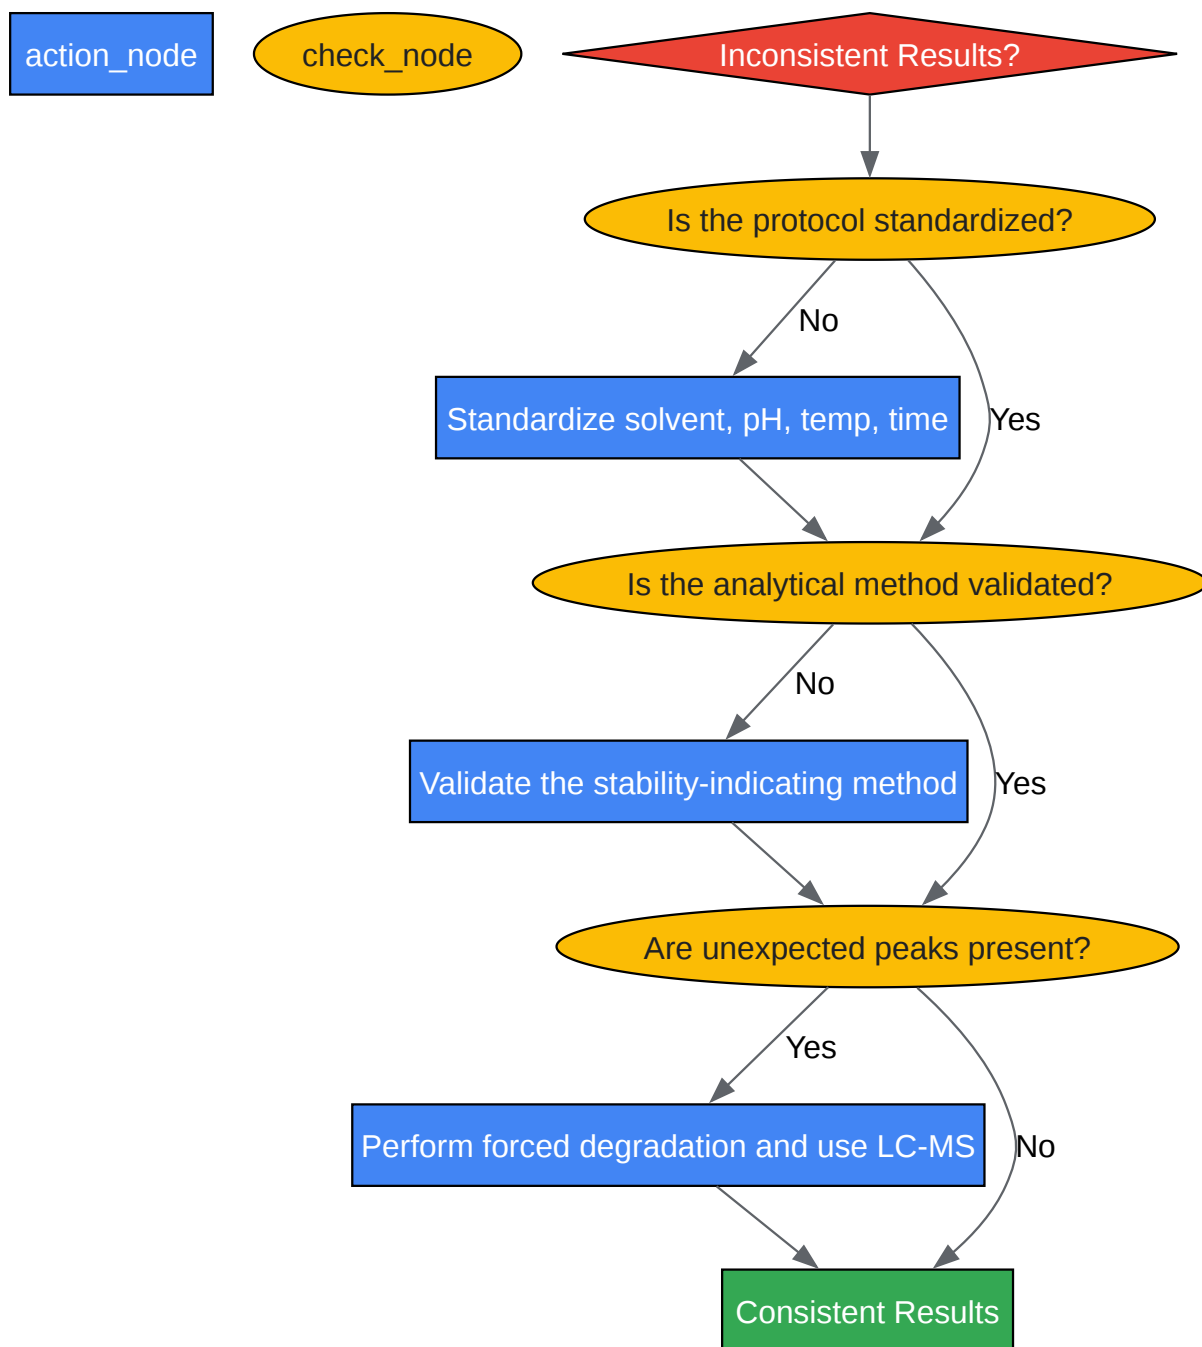 action_node
check_node
Inconsistent Results?
Is the protocol standardized?
No
Standardize solvent, pH, temp, time
Yes
Is the analytical method validated?
No
Validate the stability-indicating method
Yes
Are unexpected peaks present?
Yes
Perform forced degradation and use LC-MS
No
Consistent Results